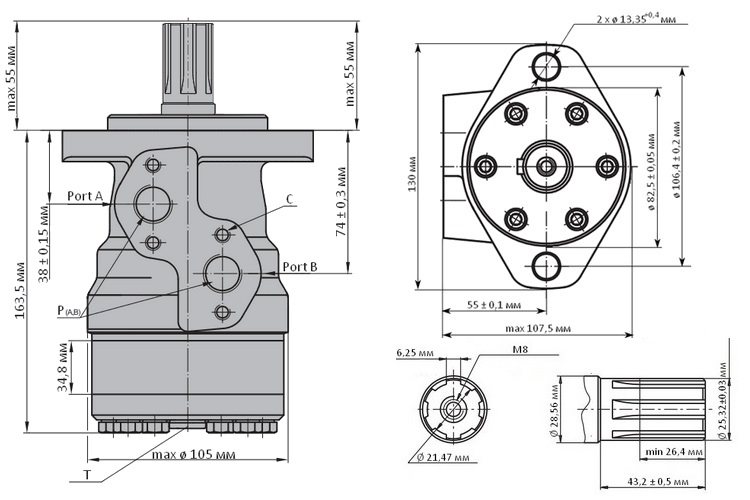 max 55 мм
max 55 мм
Port A
38 ± 0,15 мм
163,5 мм
P(A,B)
34,8 мм
T
max ø 105 мм
C
Port B
74 ± 0,3 мм
2 x ø 13,35+0,4 мм
130 мм
ø 82,5 ± 0,05 мм
ø 106,4 ± 0,2 мм
55 ± 0,1 мм
max 107,5 мм
6,25 мм
M8
Ø 21,47 мм
Ø 28,56 мм
Ø 25,32±0,03 мм
min 26,4 мм
43,2 ± 0,5 мм